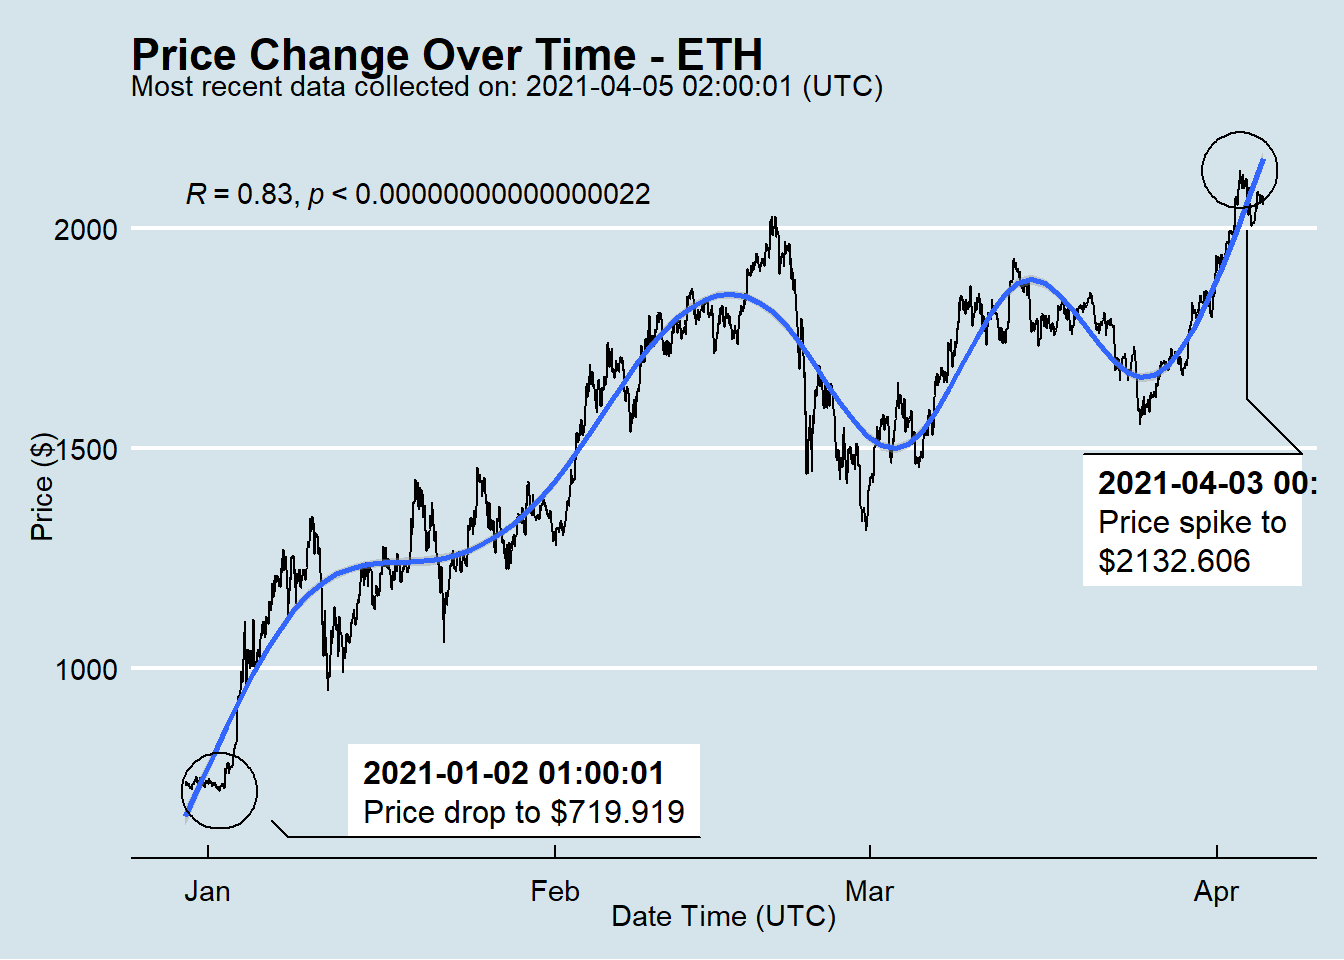 Price Change Over Time - ETH
Most recent data collected on: 2021-04-05 02:00:01 (UTC)
R = 0.83, p < 0.00000000000000022
2000
1500
1000
Price ($)
2021-04-03 00:
Price spike to
$2132.606
2021-01-02 01:00:01
Price drop to $719.919
Jan
Feb
Mar
Apr
Date Time (UTC)